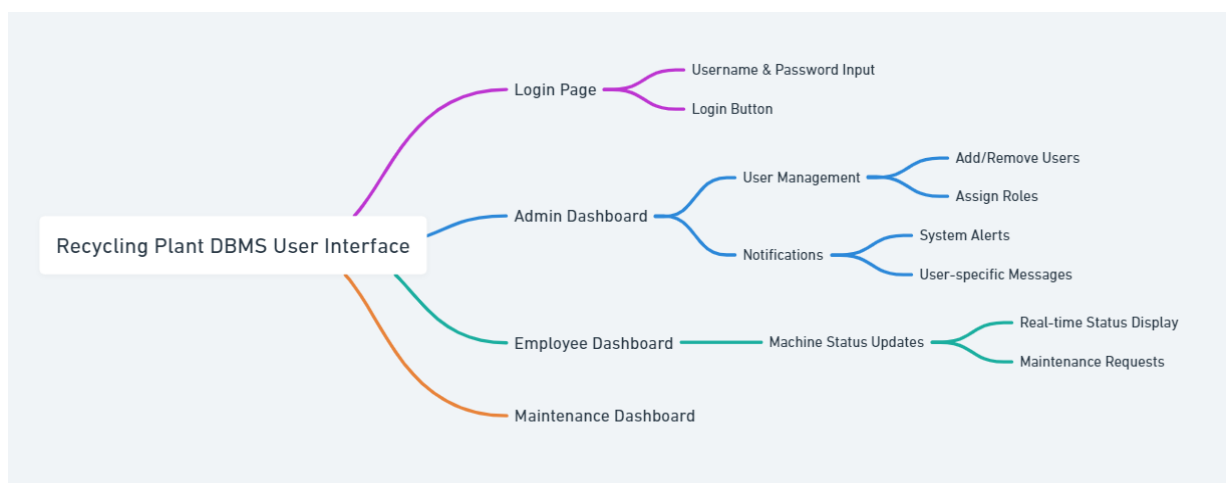 Recycling Plant DBMS User Interface
Login Page
Username & Password Input
Login Button
Admin Dashboard
User Management
Add/Remove Users
Assign Roles
Notifications
System Alerts
User-specific Messages
Employee Dashboard
Machine Status Updates
Real-time Status Display
Maintenance Requests
Maintenance Dashboard